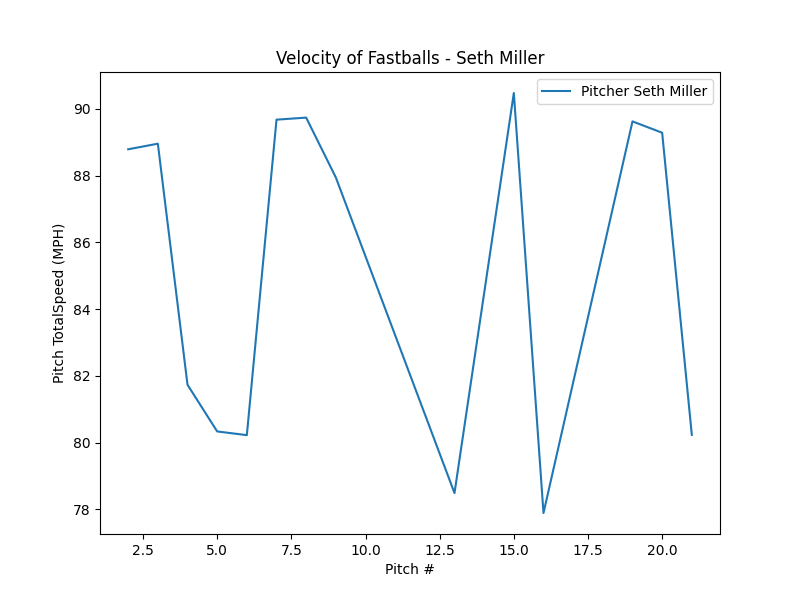 Velocity of Fastballs - Seth Miller
Pitcher Seth Miller
90
88
86
84
82
80
78
Pitch TotalSpeed (MPH)
2.5 5.0 7.5 10.0 12.5 15.0 17.5 20.0
Pitch #